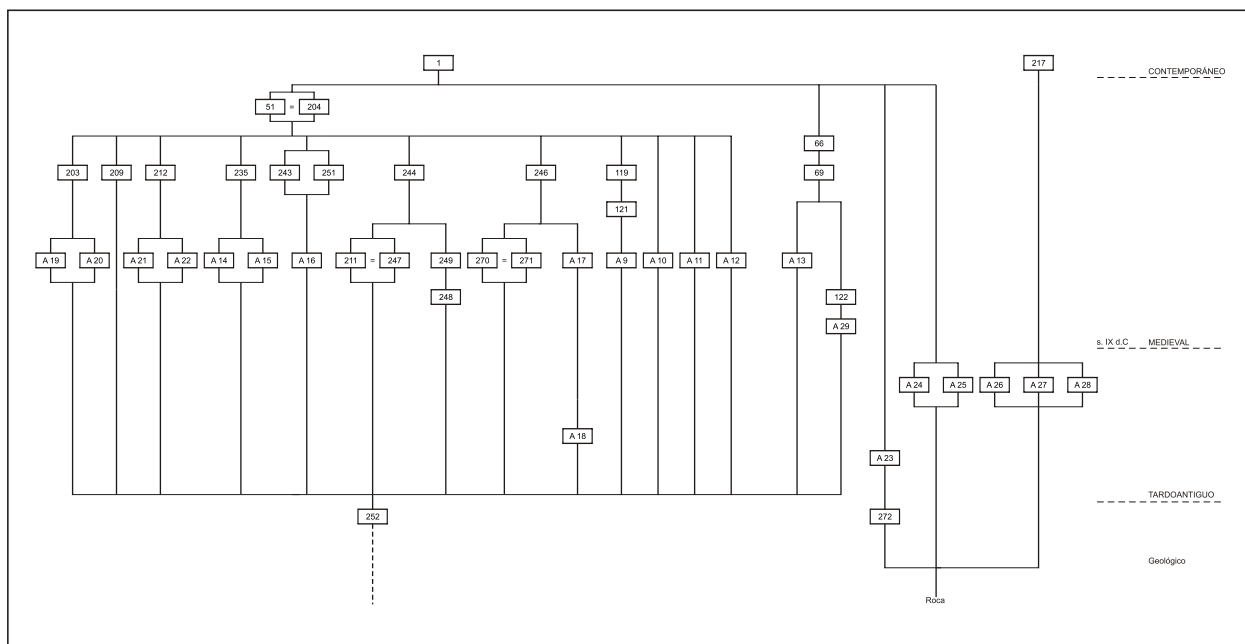 1 217
CONTEMPORÁNEO
51 = 204
66
203 209 212 235 243 251 244 246 119 69
121
A 19 A 20 A 21 A 22 A 14 A 15 A 16 211 = 247 249 270 = 271 A 17 A 9 A 10 A 11 A 12 A 13
248 122
A 29
s. IX d.C MEDIEVAL
A 24 A 25 A 26 A 27 A 28
A 18
A 23
TARDOANTIGUO
252 272
Geológico
Roca